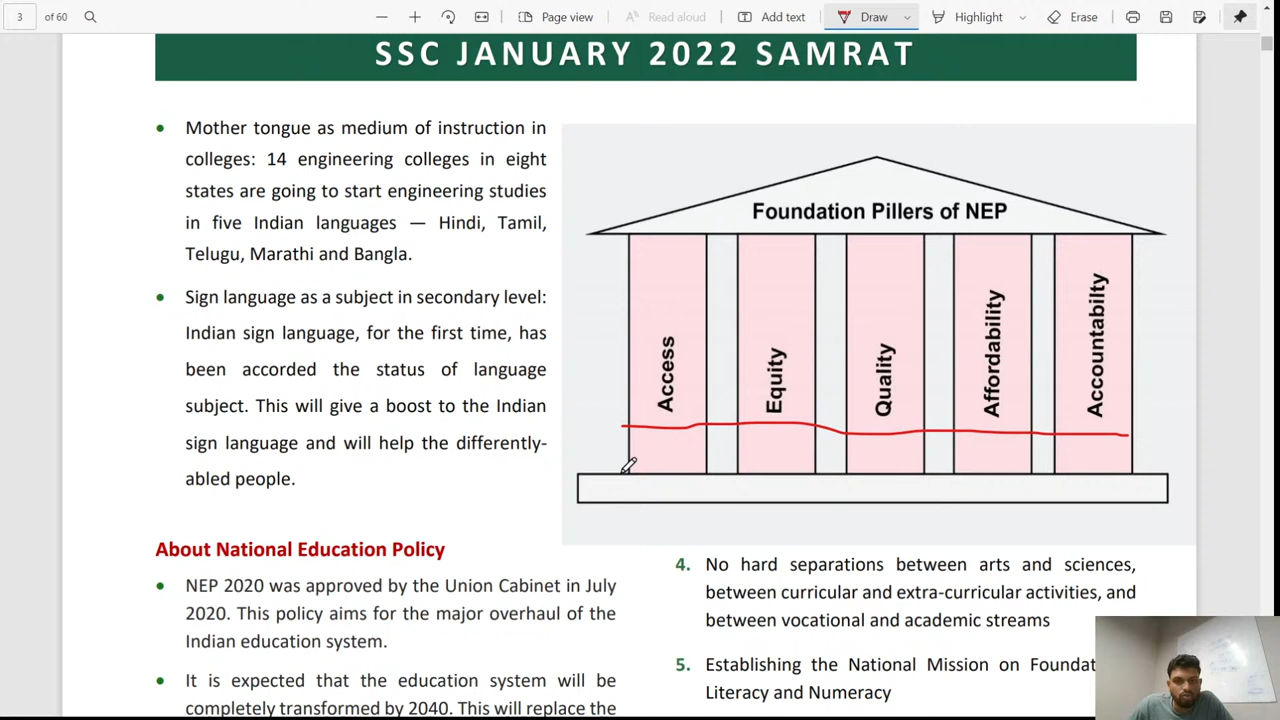 3 of 60 Page view Read aloud Add text Draw Highlight Erase
SSC JANUARY 2022 SAMRAT
Mother tongue as medium of instruction in
colleges: 14 engineering colleges in eight
states are going to start engineering studies
in five Indian languages — Hindi, Tamil,
Telugu, Marathi and Bangla.
Sign language as a subject in secondary level:
Indian sign language, for the first time, has
been accorded the status of language
subject. This will give a boost to the Indian
sign language and will help the differently-
abled people.
Foundation Pillers of NEP
Access
Equity
Quality
Affordability
Accountabilty
About National Education Policy
NEP 2020 was approved by the Union Cabinet in July
2020. This policy aims for the major overhaul of the
Indian education system.
It is expected that the education system will be
completely transformed by 2040. This will replace the
4. No hard separations between arts and sciences,
between curricular and extra-curricular activities, and
between vocational and academic streams
5. Establishing the National Mission on Foundat
Literacy and Numeracy